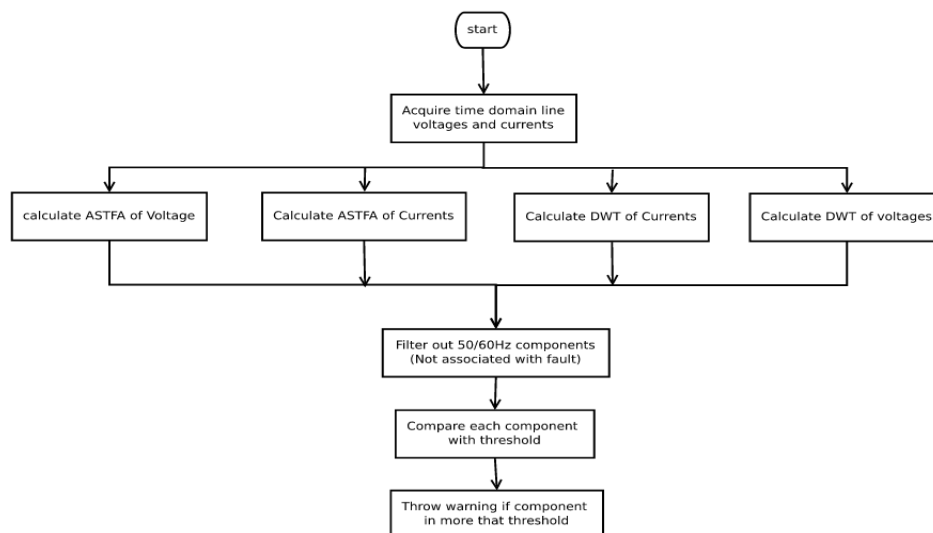 start
Acquire time domain line
voltages and currents
calculate ASTFA of Voltage
Calculate ASTFA of Currents
Calculate DWT of Currents
Calculate DWT of voltages
Filter out 50/60Hz components
(Not associated with fault)
Compare each component
with threshold
Throw warning if component
in more that threshold